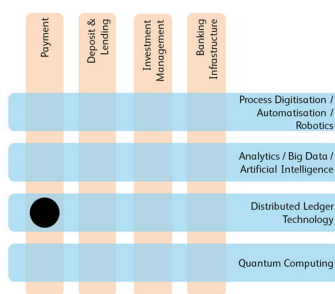 Payment
Deposit &
Lending
Investment
Management
Banking
Infrastructure
Process Digitisation /
Automatisation /
Robotics
Analytics / Big Data /
Artificial Intelligence
Distributed Ledger
Technology
Quantum Computing